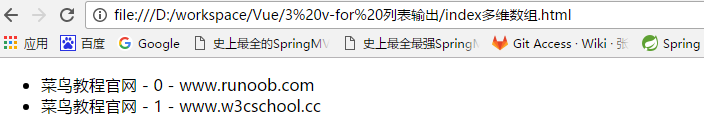 file:///D:/workspace/Vue/3%20v-for%20列表输出/index多维数组.html
应用 百度 Google 史上最全的SpringMV 史上最全最强SpringM Git Access · Wiki · 张 Spring
菜鸟教程官网 - 0 - www.runoob.com
菜鸟教程官网 - 1 - www.w3cschool.cc